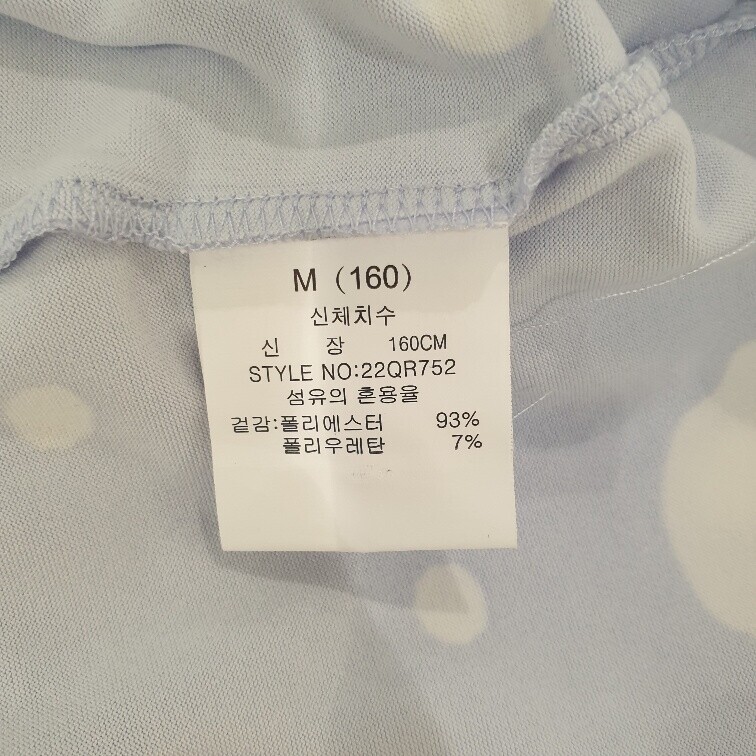 M (160)
신체치수
신 장 160CM
STYLE NO:22QR752
섬유의 혼용율
겉감:폴리에스터 93%
폴리우레탄 7%